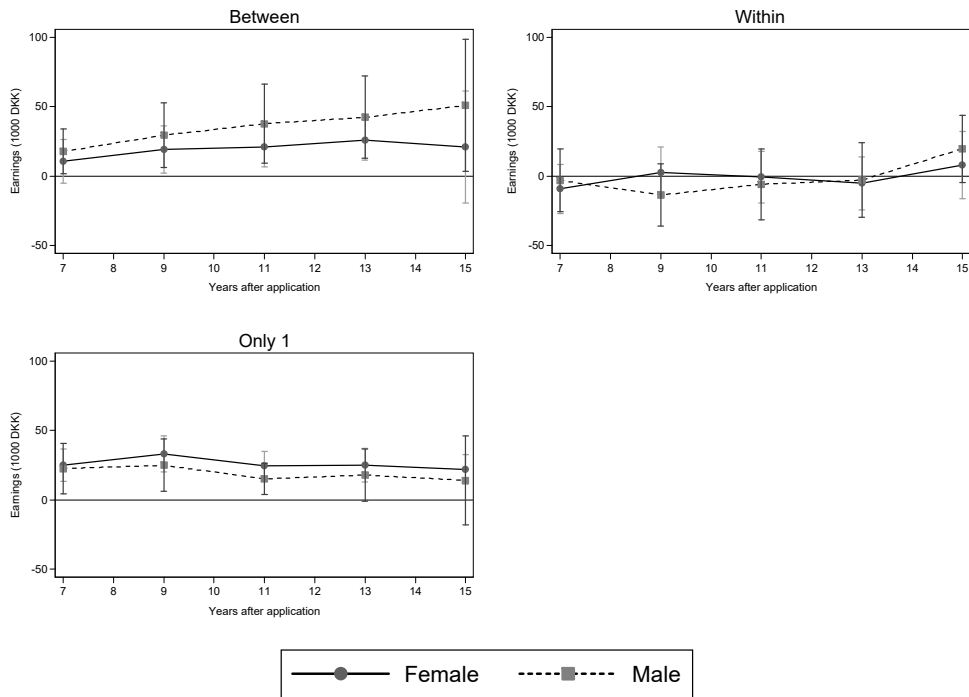 Between
100
50
0
-50
Earnings (1000 DKK)
7 8 9 10 11 12 13 14 15
Years after application
Within
100
50
0
-50
Earnings (1000 DKK)
7 8 9 10 11 12 13 14 15
Years after application
Only 1
100
50
0
-50
Earnings (1000 DKK)
7 8 9 10 11 12 13 14 15
Years after application
Female Male